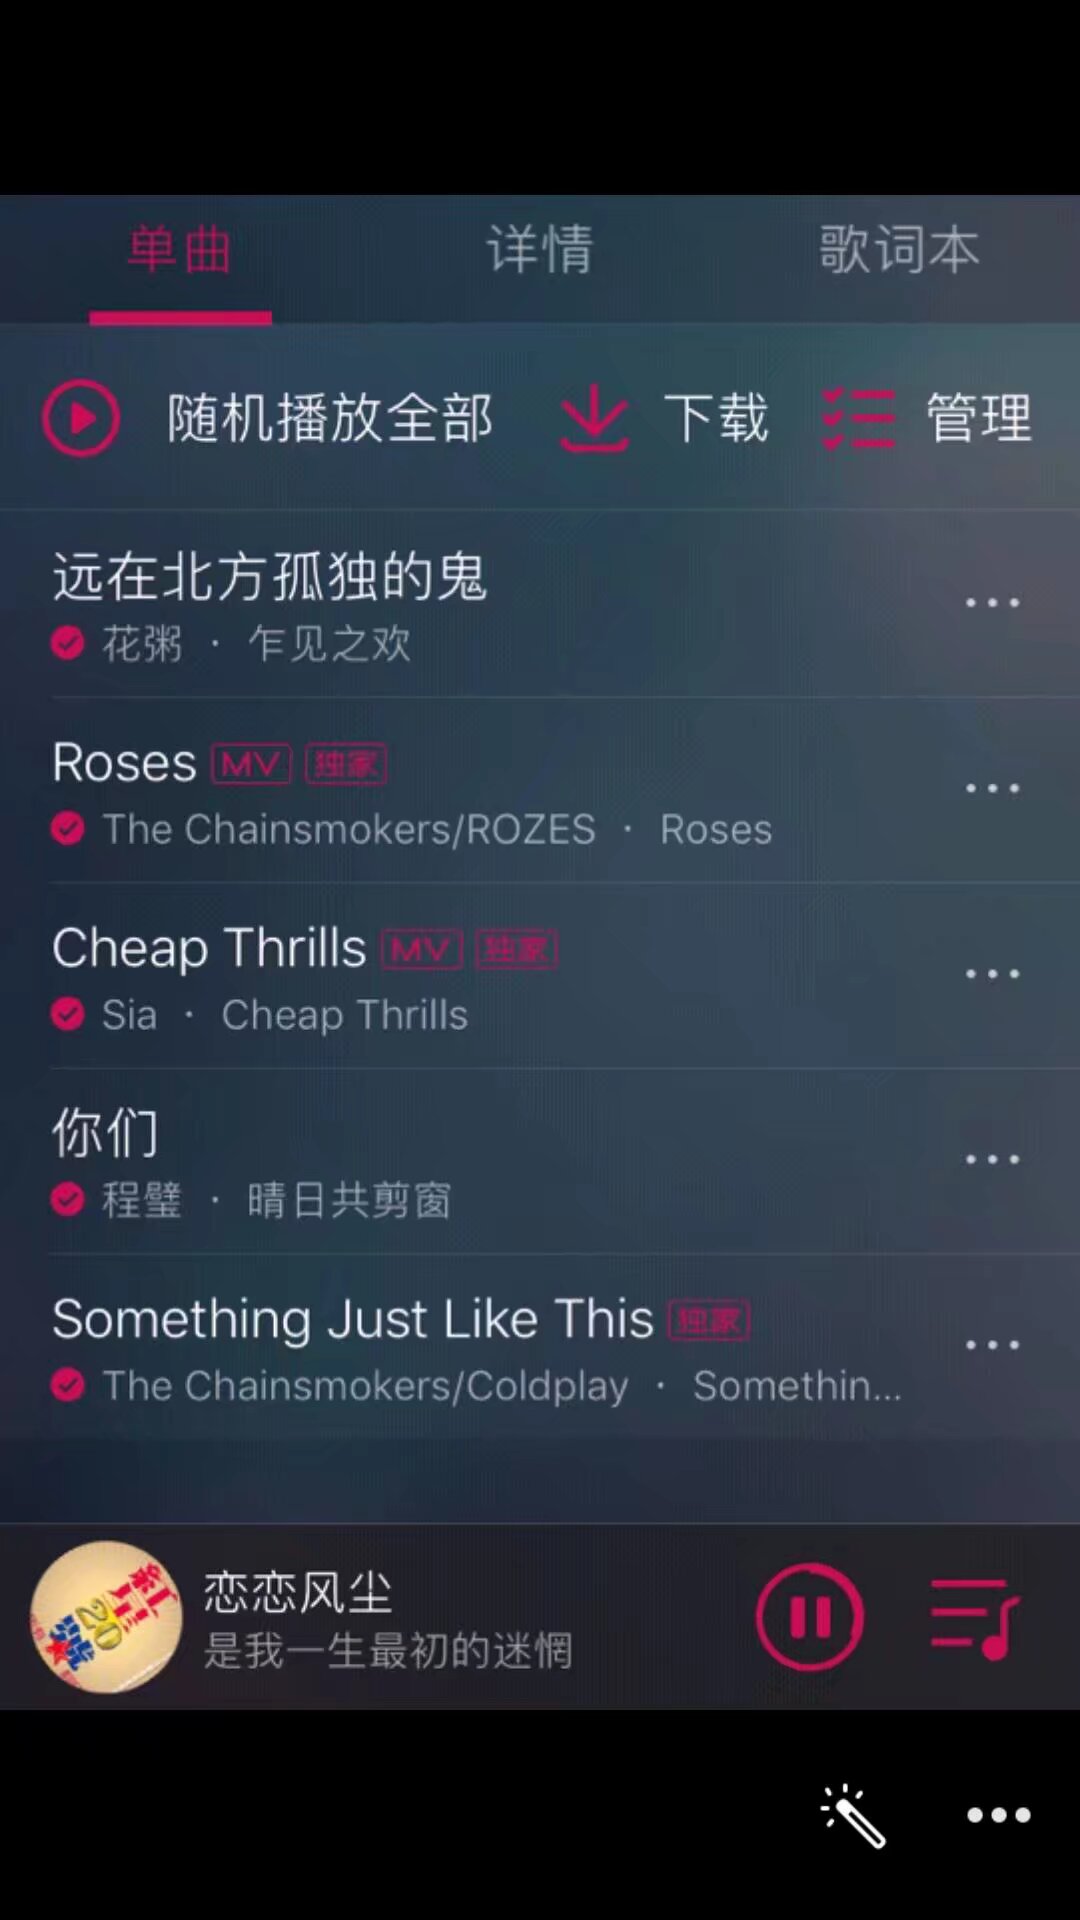 单曲 详情 歌词本
随机播放全部 下载 管理
远在北方孤独的鬼
花粥 · 乍见之欢
Roses MV 独家
The Chainsmokers/ROZES · Roses
Cheap Thrills MV 独家
Sia · Cheap Thrills
你们
程璧 · 晴日共剪窗
Something Just Like This 独家
The Chainsmokers/Coldplay · Somethin...
恋恋风尘
是我一生最初的迷惘
20